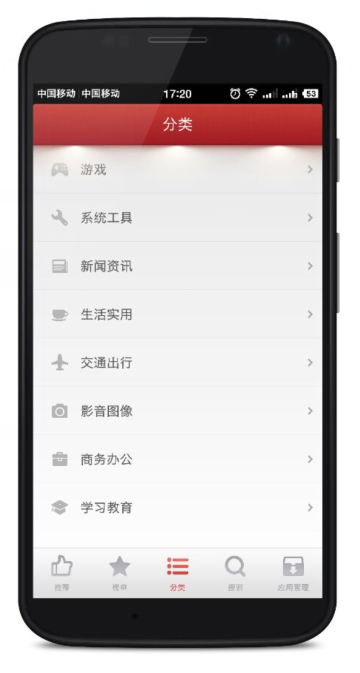 中国移动 中国移动 17:20 53
分类
游戏
系统工具
新闻资讯
生活实用
交通出行
影音图像
商务办公
学习教育
推荐 榜单 分类 搜索 应用管理